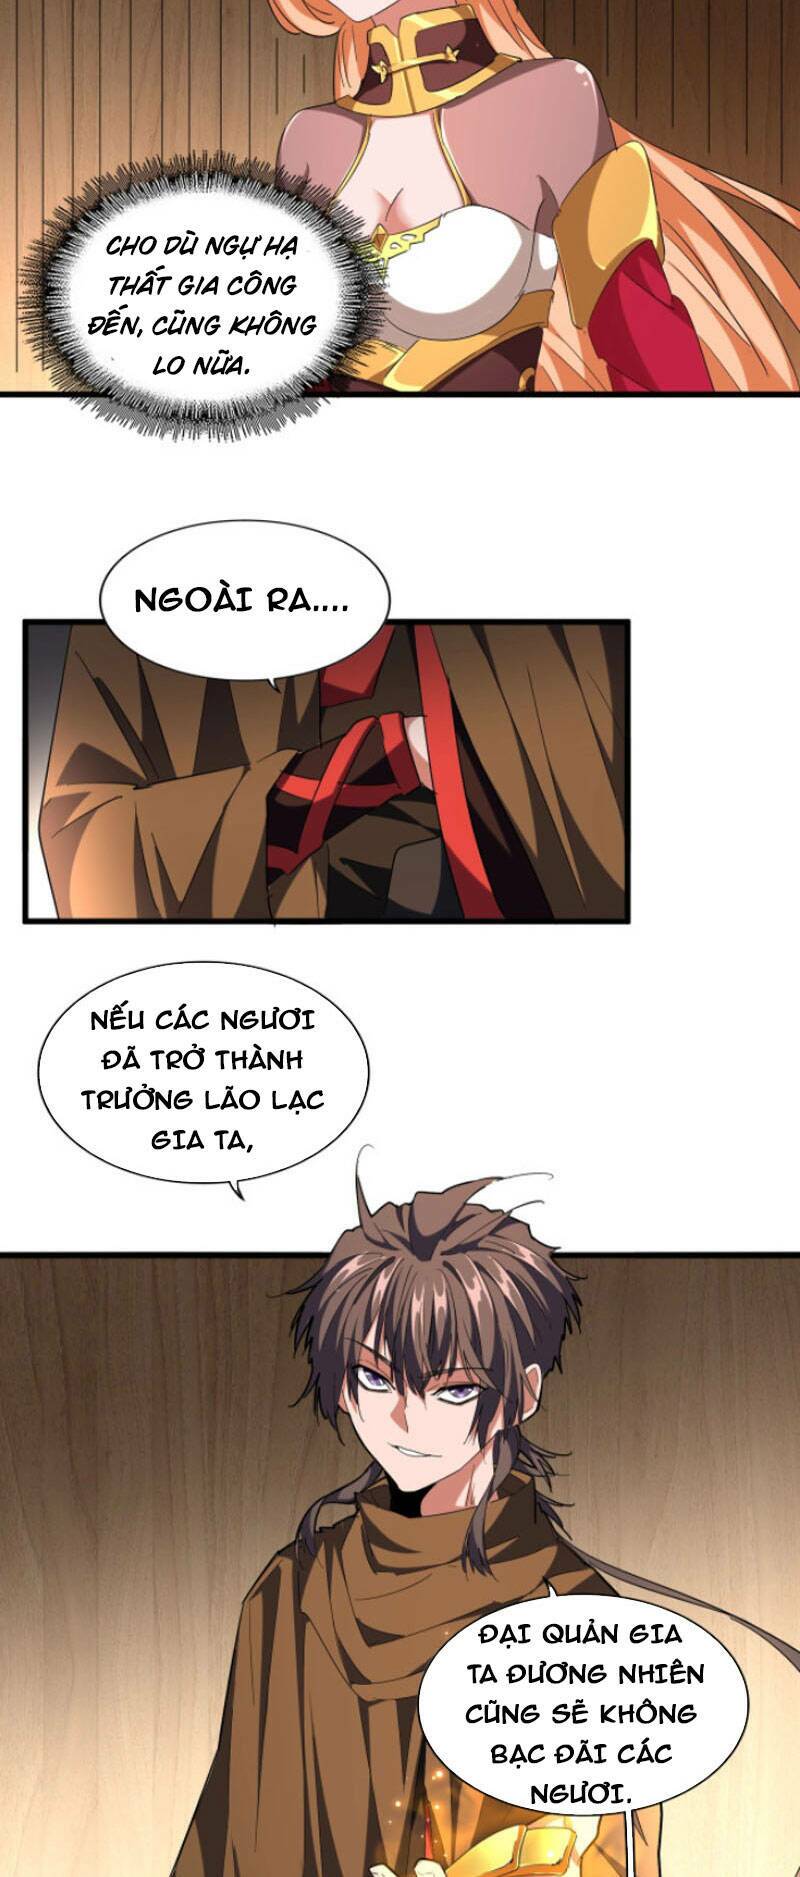 CHO DÙ NGỰ HẠ
THẤT GIA CÔNG
ĐẾN, CŨNG KHÔNG
LO NỮA.
NGOÀI RA....
NẾU CÁC NGƯƠI
ĐÃ TRỞ THÀNH
TRƯỞNG LÃO LẠC
GIA TA,
ĐẠI QUẢN GIA
TA ĐƯƠNG NHIÊN
CŨNG SẼ KHÔNG
BẠC ĐÃI CÁC
NGƯƠI.